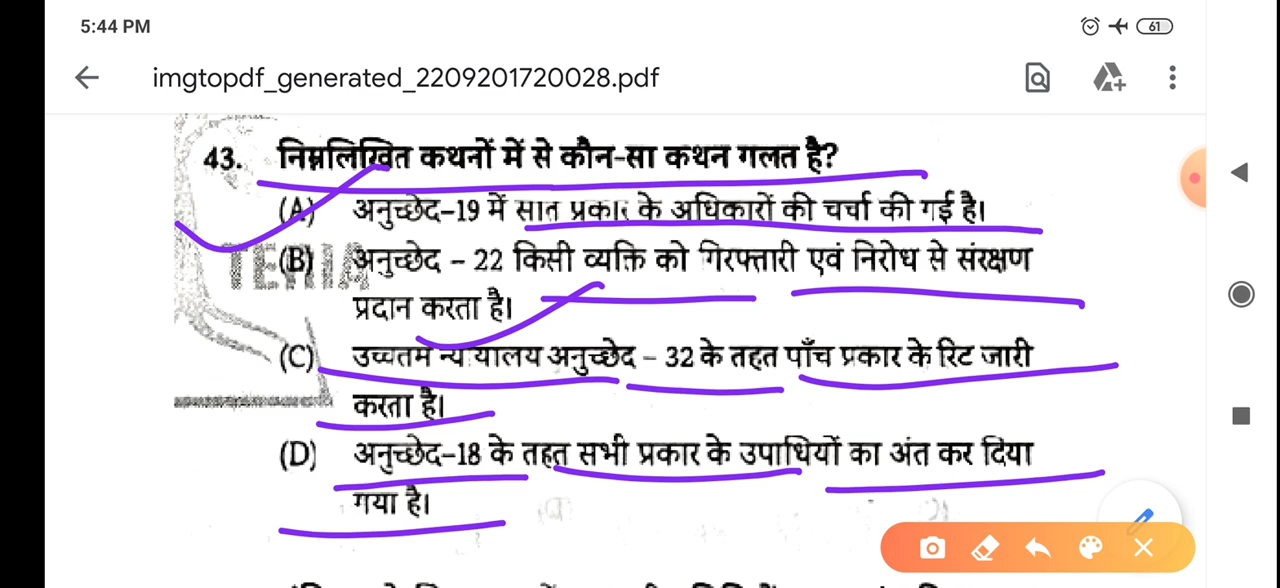 5:44 PM
61
imgtopdf_generated_2209201720028.pdf
43. निम्नलिखित कथनों में से कौन-सा कथन गलत है?
(A) अनुच्छेद-19 में सात प्रकार के अधिकारों की चर्चा की गई है।
(B) अनुच्छेद - 22 किसी व्यक्ति को गिरफ्तारी एवं निरोध से संरक्षण
प्रदान करता है।
(C) उच्चतम न्यायालय अनुच्छेद - 32 के तहत पाँच प्रकार के रिट जारी
करता है।
(D) अनुच्छेद-18 के तहत सभी प्रकार के उपाधियों का अंत कर दिया
गया है।